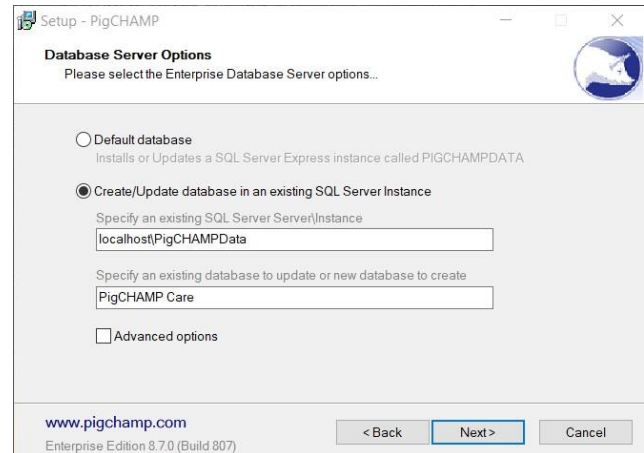 Setup - PigCHAMP
Database Server Options
Please select the Enterprise Database Server options...
Default database
Installs or Updates a SQL Server Express instance called PIGCHAMPDATA
Create/Update database in an existing SQL Server Instance
Specify an existing SQL Server Server\Instance
localhost\PigCHAMPData
Specify an existing database to update or new database to create
PigCHAMP Care
Advanced options
www.pigchamp.com
Enterprise Edition 8.7.0 (Build 807)
< Back Next > Cancel